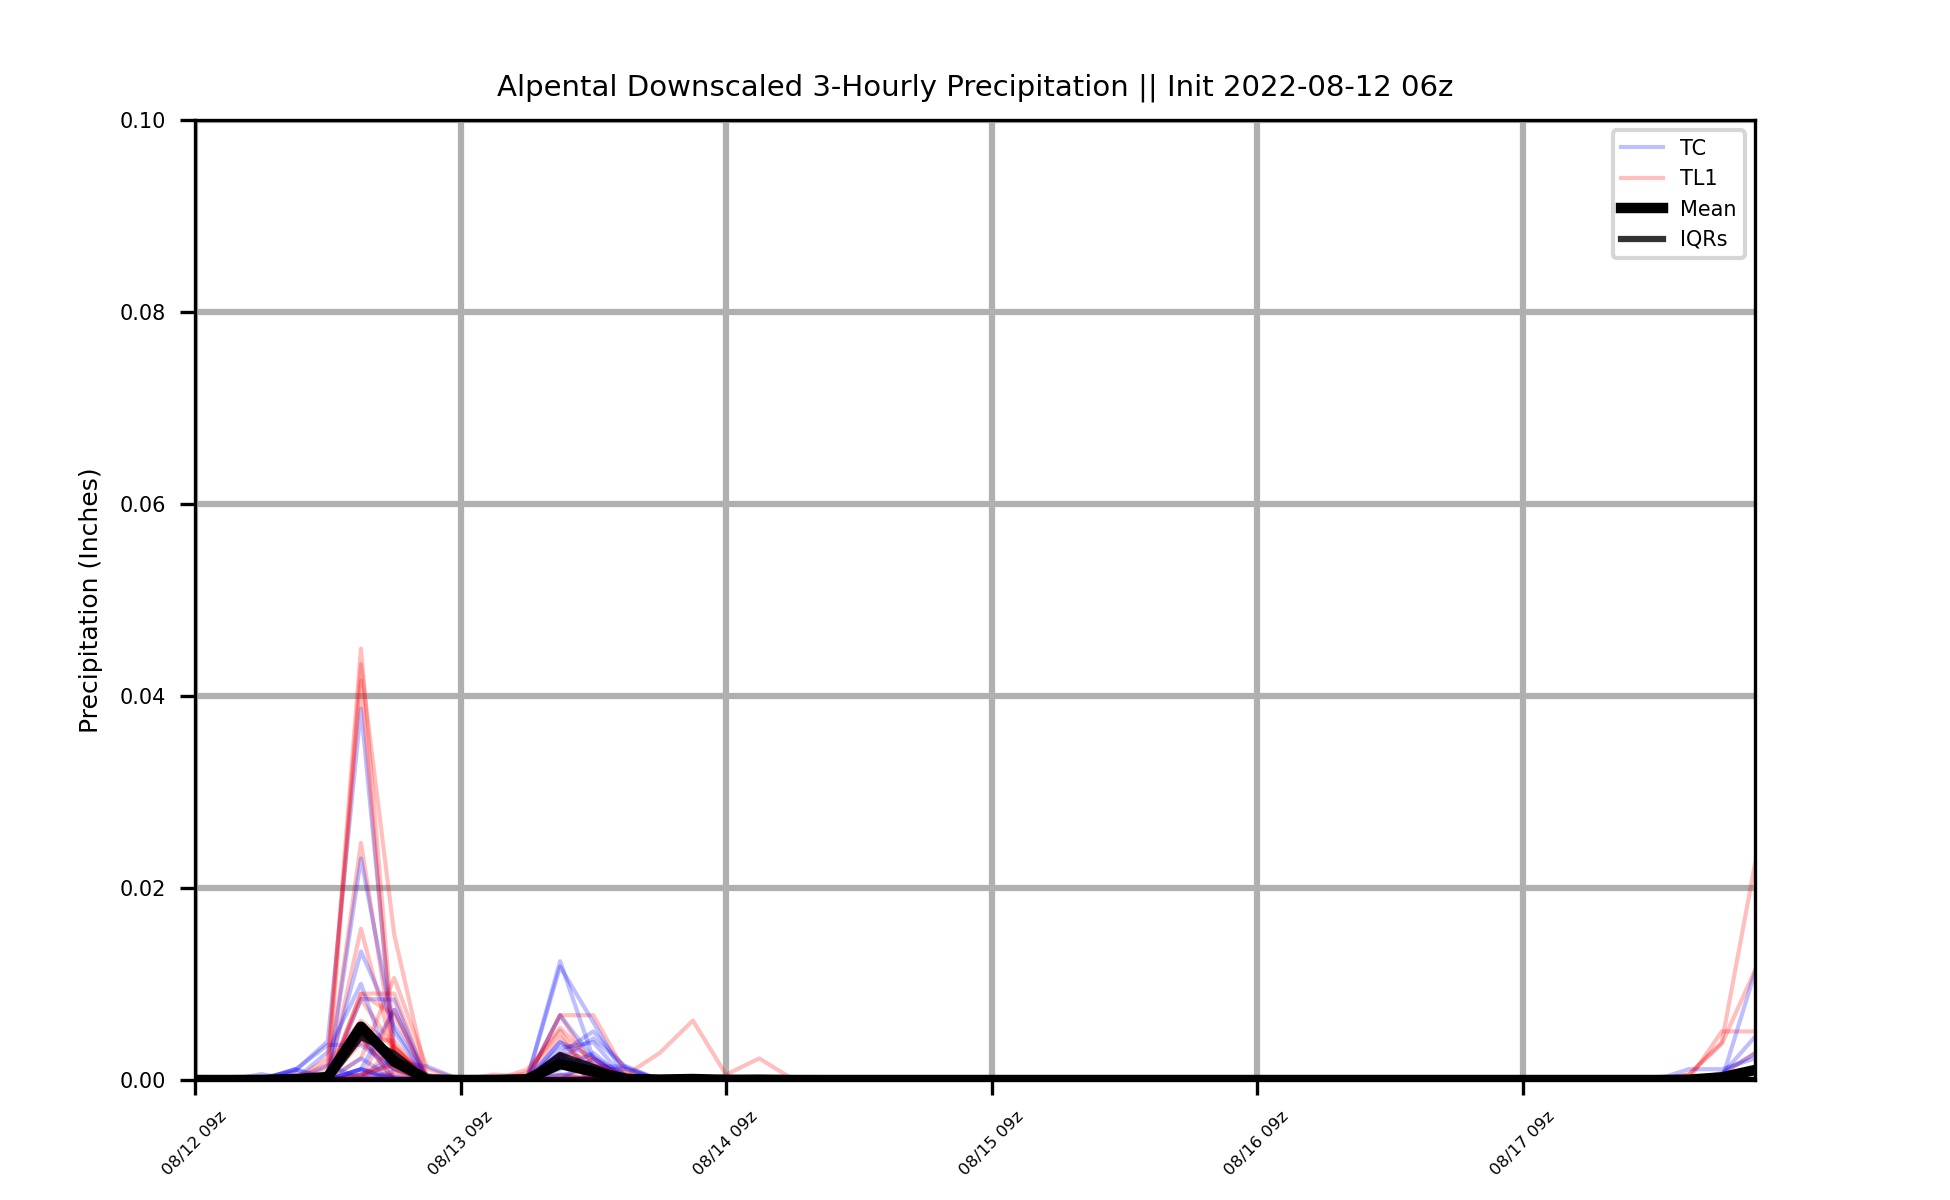 Alpental Downscaled 3-Hourly Precipitation || Init 2022-08-12 06z
0.10
0.08
0.06
0.04
0.02
0.00
Precipitation (Inches)
TC
TL1
Mean
IQRs
08/12 09z
08/13 09z
08/14 09z
08/15 09z
08/16 09z
08/17 09z